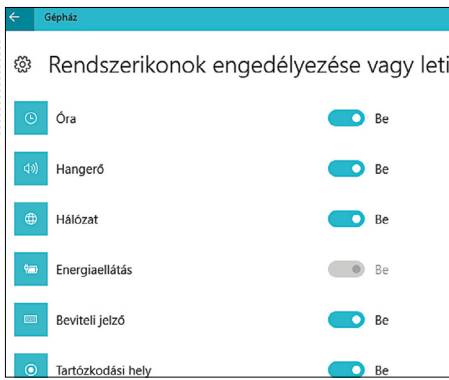 Gépház
Rendszerikonok engedélyezése vagy leti
Óra Be
Hangerő Be
Hálózat Be
Energiaellátás Be
Beviteli jelző Be
Tartózkodási hely Be